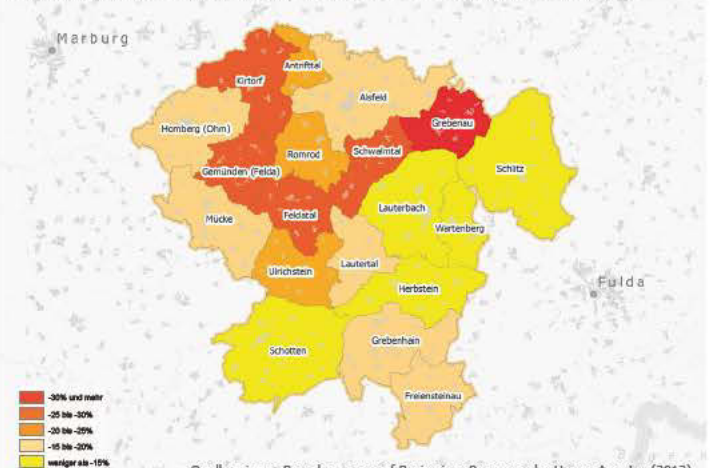 Marburg
Antrifttal
Kirtorf
Alsfeld
Grebenau
Homberg (Ohm)
Romrod
Schwalmtal
Schlitz
Gemünden (Felda)
Lauterbach
Mücke
Feldatal
Wartenberg
Ulrichstein
Lautertal
Fulda
Herbstein
Schotten
Grebenhain
Freiensteinau
-30% und mehr
-25 bis -30%
-20 bis -25%
-15 bis -20%
weniger als -15%